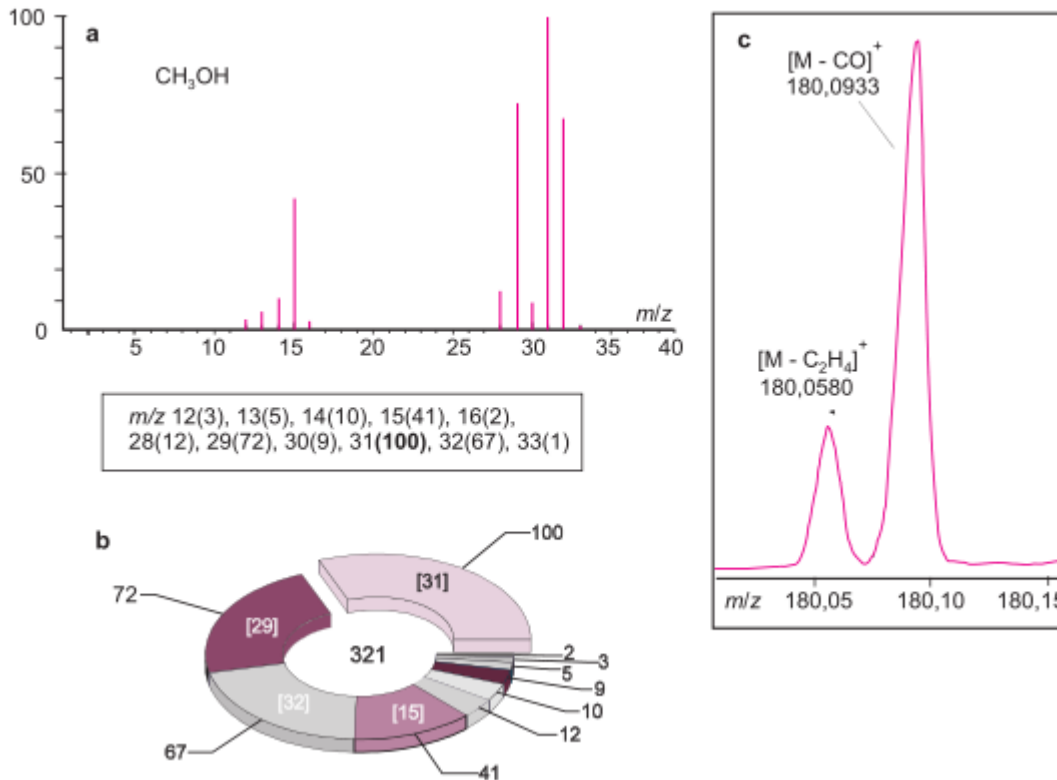 a
100
50
0
CH₃OH
m/z
5 10 15 20 25 30 35 40
m/z 12(3), 13(5), 14(10), 15(41), 16(2),
28(12), 29(72), 30(9), 31(100), 32(67), 33(1)
b
100
72
[31]
[29]
321
2
3
5
9
10
12
[32]
[15]
67
41
c
[M - CO]⁺
180,0933
[M - C₂H₄]⁺
180,0580
m/z 180,05 180,10 180,15